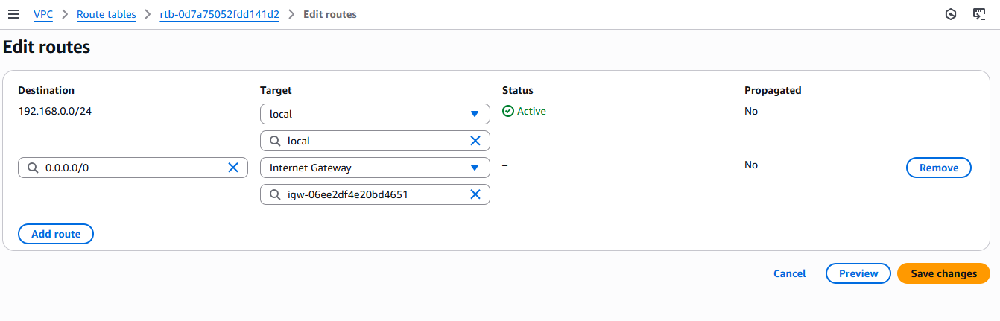 VPC > Route tables > rtb-0d7a75052fdd141d2 > Edit routes
Edit routes
Destination Target Status Propagated
192.168.0.0/24 local Active No
local
0.0.0.0/0 Internet Gateway – No Remove
igw-06ee2df4e20bd4651
Add route
Cancel Preview Save changes